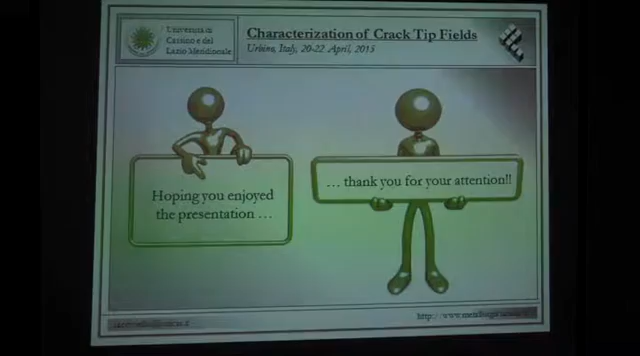 Università di
Cassino e del
Lazio Meridionale
Characterization of Crack Tip Fields
Urbino, Italy, 20-22 April, 2015
Hoping you enjoyed
the presentation …
… thank you for your attention!!